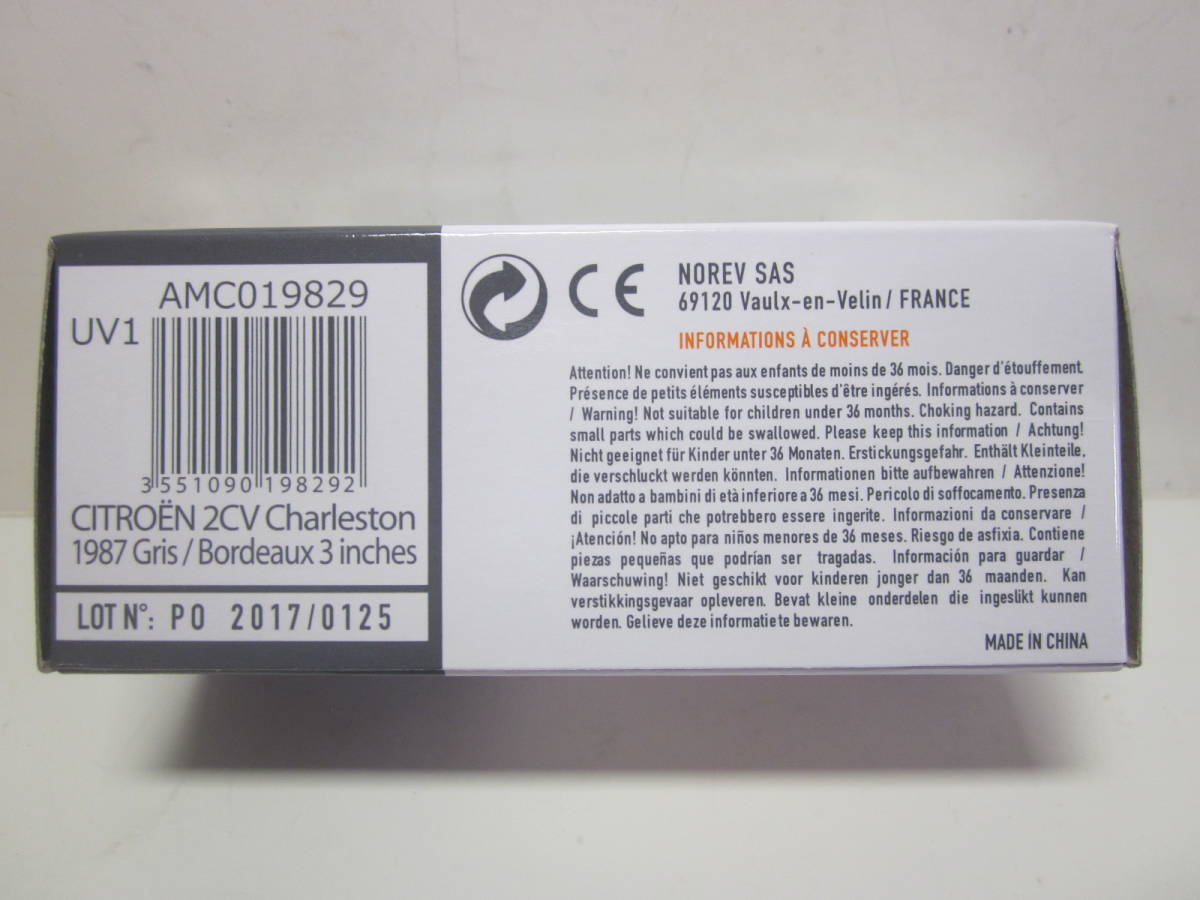 AMC019829
UV1
3 551090 198292
CITROËN 2CV Charleston
1987 Gris / Bordeaux 3 inches
LOT N°: PO 2017/0125
CE
NOREV SAS
69120 Vaulx-en-Velin / FRANCE
INFORMATIONS À CONSERVER
Attention! Ne convient pas aux enfants de moins de 36 mois. Danger d'étouffement.
Présence de petits éléments susceptibles d'être ingérés. Informations à conserver
/ Warning! Not suitable for children under 36 months. Choking hazard. Contains
small parts which could be swallowed. Please keep this information / Achtung!
Nicht geeignet für Kinder unter 36 Monaten. Erstickungsgefahr. Enthält Kleinteile,
die verschluckt werden könnten. Informationen bitte aufbewahren / Attenzione!
Non adatto a bambini di età inferiore a 36 mesi. Pericolo di soffocamento. Presenza
di piccole parti che potrebbero essere ingerite. Informazioni da conservare /
¡Atención! No apto para niños menores de 36 meses. Riesgo de asfixia. Contiene
piezas pequeñas que podrían ser tragadas. Información para guardar /
Waarschuwing! Niet geschikt voor kinderen jonger dan 36 maanden. Kan
verstikkingsgevaar opleveren. Bevat kleine onderdelen die ingeslikt kunnen
worden. Gelieve deze informatie te bewaren.
MADE IN CHINA